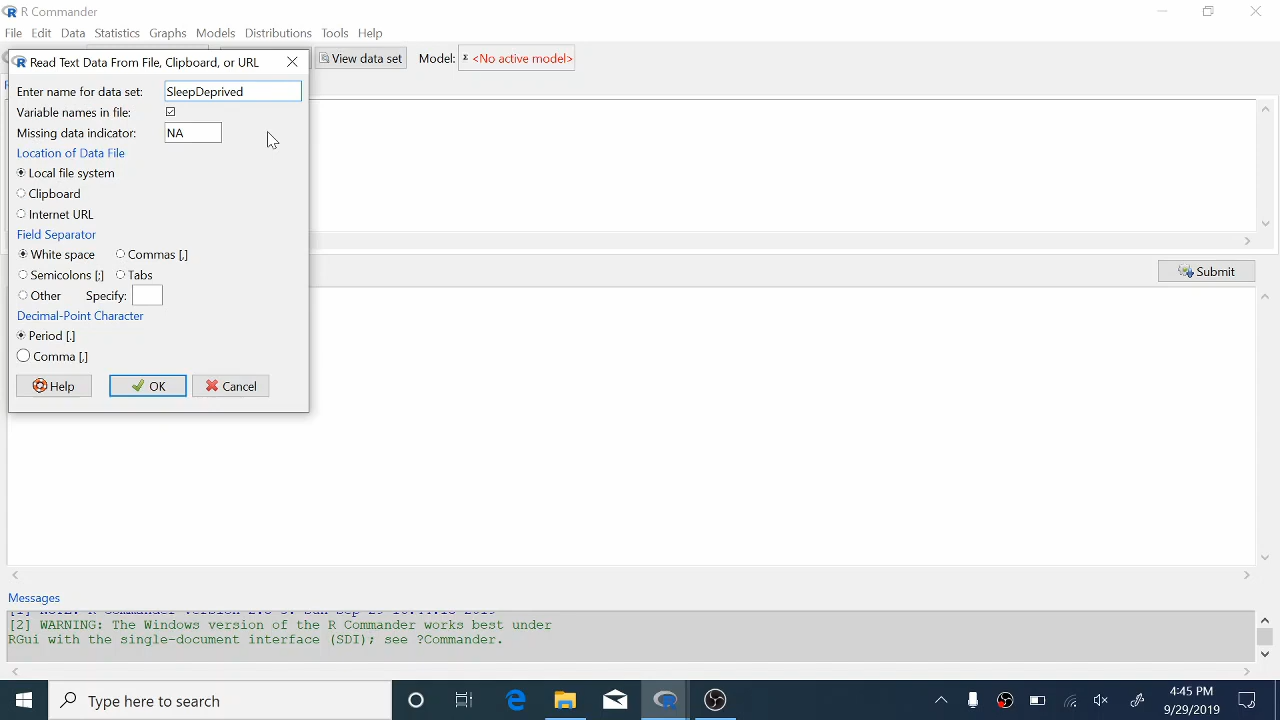 R Commander
File Edit Data Statistics Graphs Models Distributions Tools Help
View data set Model: Σ <No active model>
Read Text Data From File, Clipboard, or URL
Enter name for data set: SleepDeprived
Variable names in file:
Missing data indicator: NA
Location of Data File
Local file system
Clipboard
Internet URL
Field Separator
White space Commas [,]
Semicolons [;] Tabs
Other Specify:
Decimal-Point Character
Period [.]
Comma [,]
Help OK Cancel
Submit
Messages
[2] WARNING: The Windows version of the R Commander works best under
RGui with the single-document interface (SDI); see ?Commander.
Type here to search
4:45 PM
9/29/2019